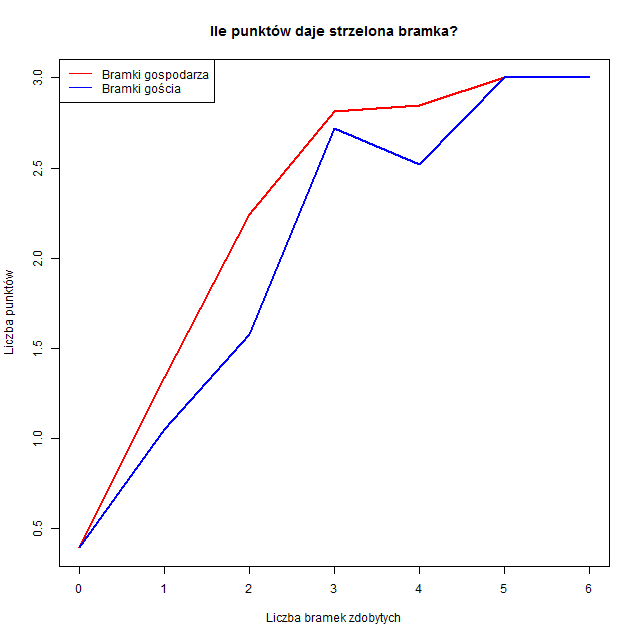 Ile punktów daje strzelona bramka?
Bramki gospodarza
Bramki gościa
Liczba punktów
3.0
2.5
2.0
1.5
1.0
0.5
0 1 2 3 4 5 6
Liczba bramek zdobytych